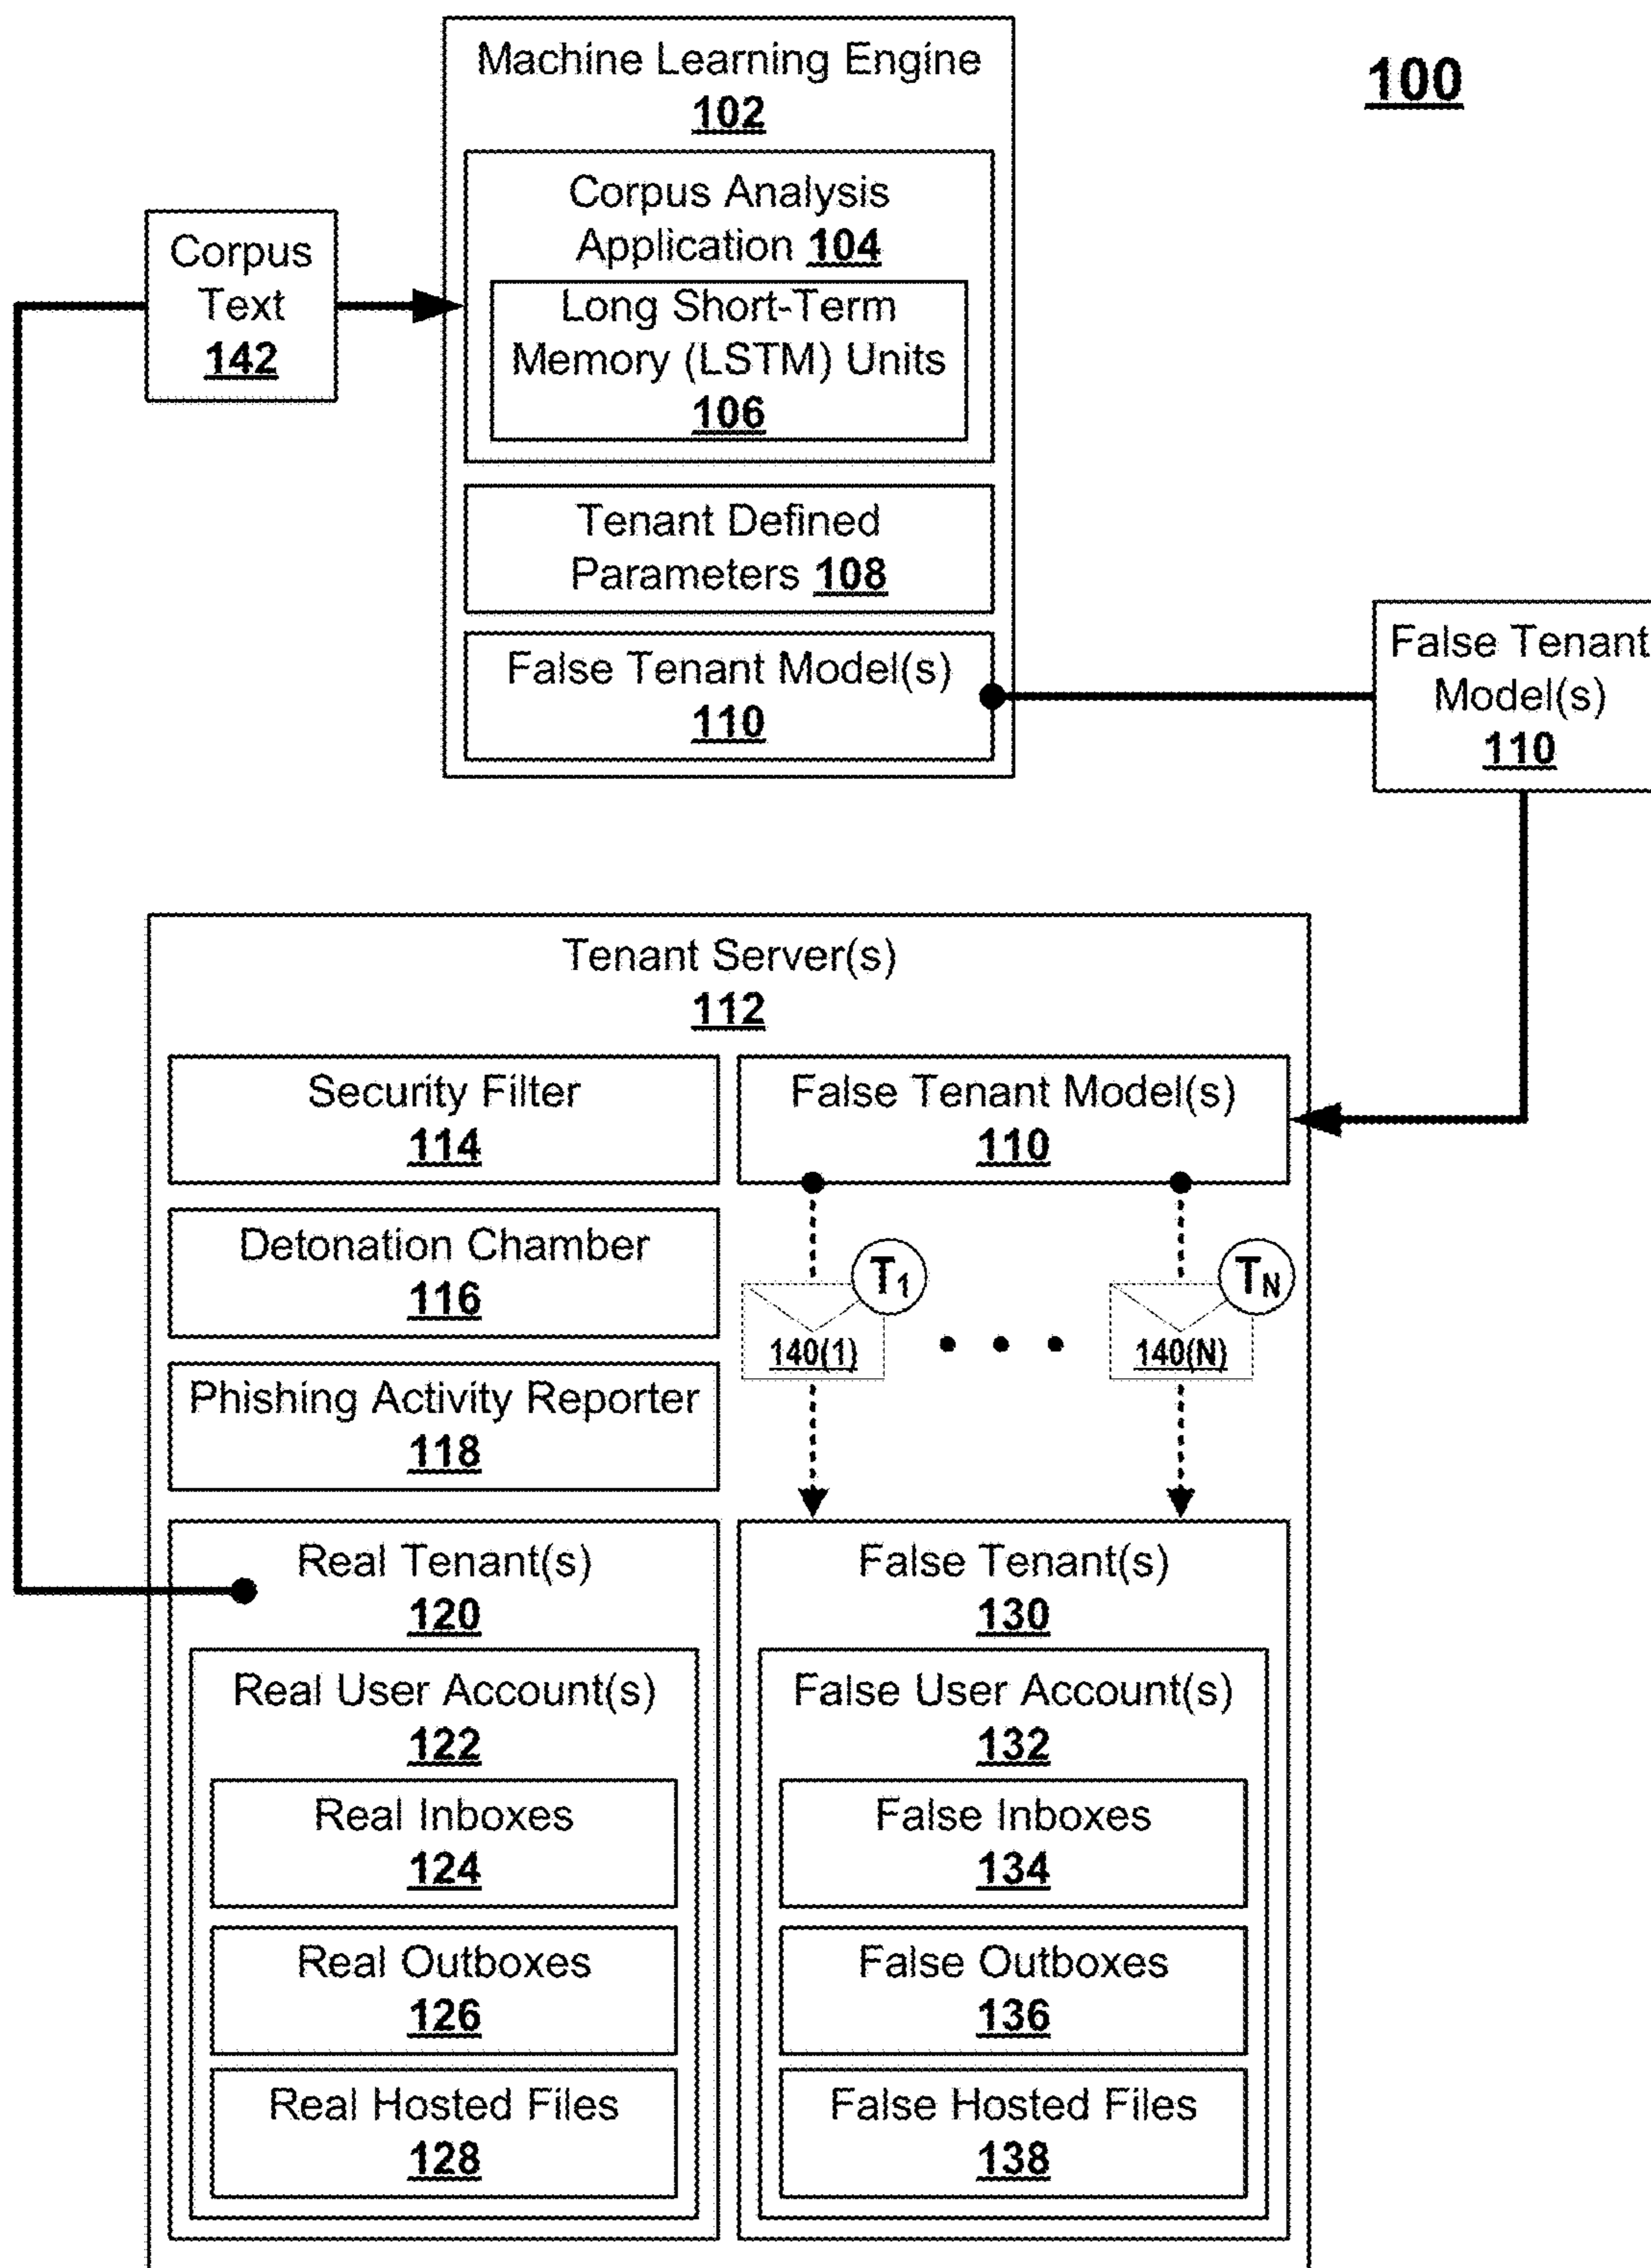 100
Machine Learning Engine
102
Corpus Analysis
Application 104
Long Short-Term
Memory (LSTM) Units
106
Tenant Defined
Parameters 108
False Tenant Model(s)
110
Corpus
Text
142
False Tenant
Model(s)
110
Tenant Server(s)
112
Security Filter
114
Detonation Chamber
116
Phishing Activity Reporter
118
False Tenant Model(s)
110
T1
140(1)
TN
140(N)
Real Tenant(s)
120
Real User Account(s)
122
Real Inboxes
124
Real Outboxes
126
Real Hosted Files
128
False Tenant(s)
130
False User Account(s)
132
False Inboxes
134
False Outboxes
136
False Hosted Files
138